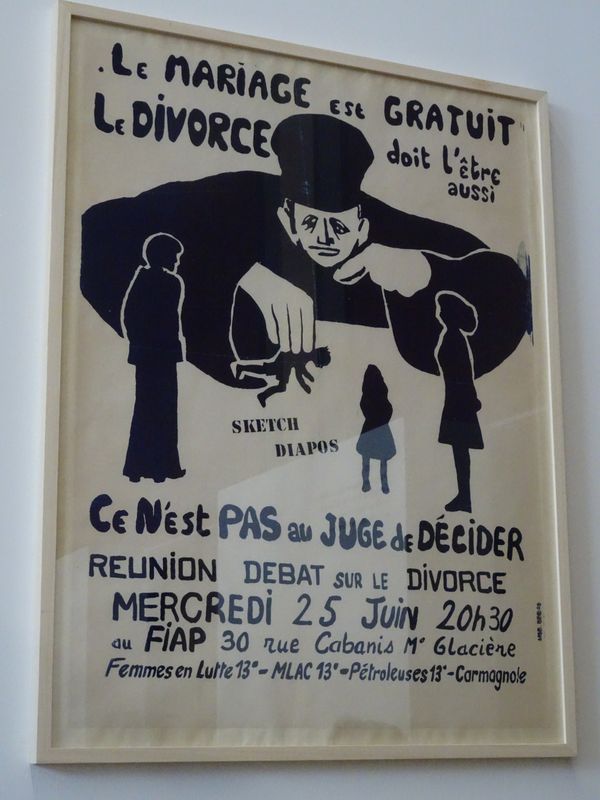 . LE MARIAGE est GRATUIT
LE DIVORCE doit l'être
aussi
SKETCH
DIAPOS
CE N'Est PAS au JUGE de DÉCIDER
REUNION DEBAT SUR LE DIVORCE
MERCREDI 25 JUIN 20h30
au FIAP 30 rue Cabanis M° Glacière
Femmes en Lutte 13e - MLAC 13e - Pétroleuses 13e - Carmagnole